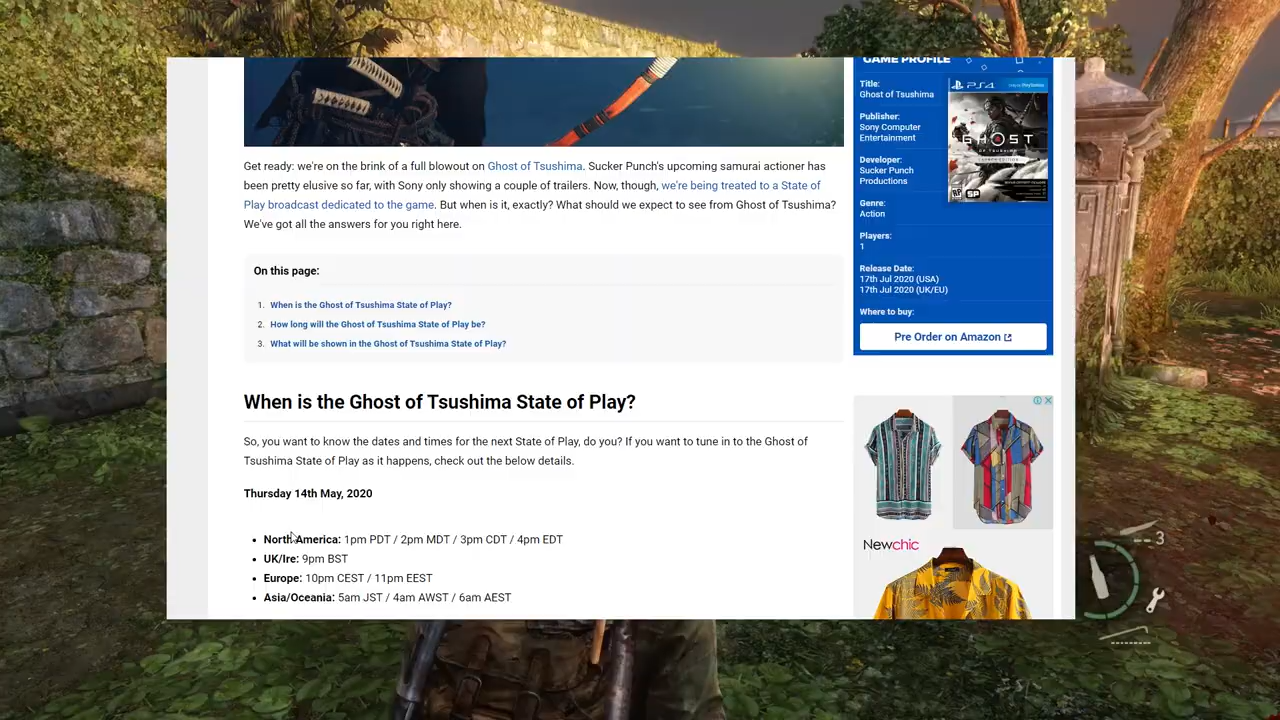 GAME PROFILE
Title:
Ghost of Tsushima
PS4
GHOST
OF TSUSHIMA
Publisher:
Sony Computer
Entertainment
Developer:
Sucker Punch
Productions
SP
Genre:
Action
Players:
1
Release Date:
17th Jul 2020 (USA)
17th Jul 2020 (UK/EU)
Where to buy:
Pre Order on Amazon
Get ready: we're on the brink of a full blowout on Ghost of Tsushima. Sucker Punch's upcoming samurai actioner has
been pretty elusive so far, with Sony only showing a couple of trailers. Now, though, we're being treated to a State of
Play broadcast dedicated to the game. But when is it, exactly? What should we expect to see from Ghost of Tsushima?
We've got all the answers for you right here.
On this page:
1. When is the Ghost of Tsushima State of Play?
2. How long will the Ghost of Tsushima State of Play be?
3. What will be shown in the Ghost of Tsushima State of Play?
When is the Ghost of Tsushima State of Play?
So, you want to know the dates and times for the next State of Play, do you? If you want to tune in to the Ghost of
Tsushima State of Play as it happens, check out the below details.
Thursday 14th May, 2020
• North America: 1pm PDT / 2pm MDT / 3pm CDT / 4pm EDT
• UK/Ire: 9pm BST
• Europe: 10pm CEST / 11pm EEST
• Asia/Oceania: 5am JST / 4am AWST / 6am AEST
Newchic
3